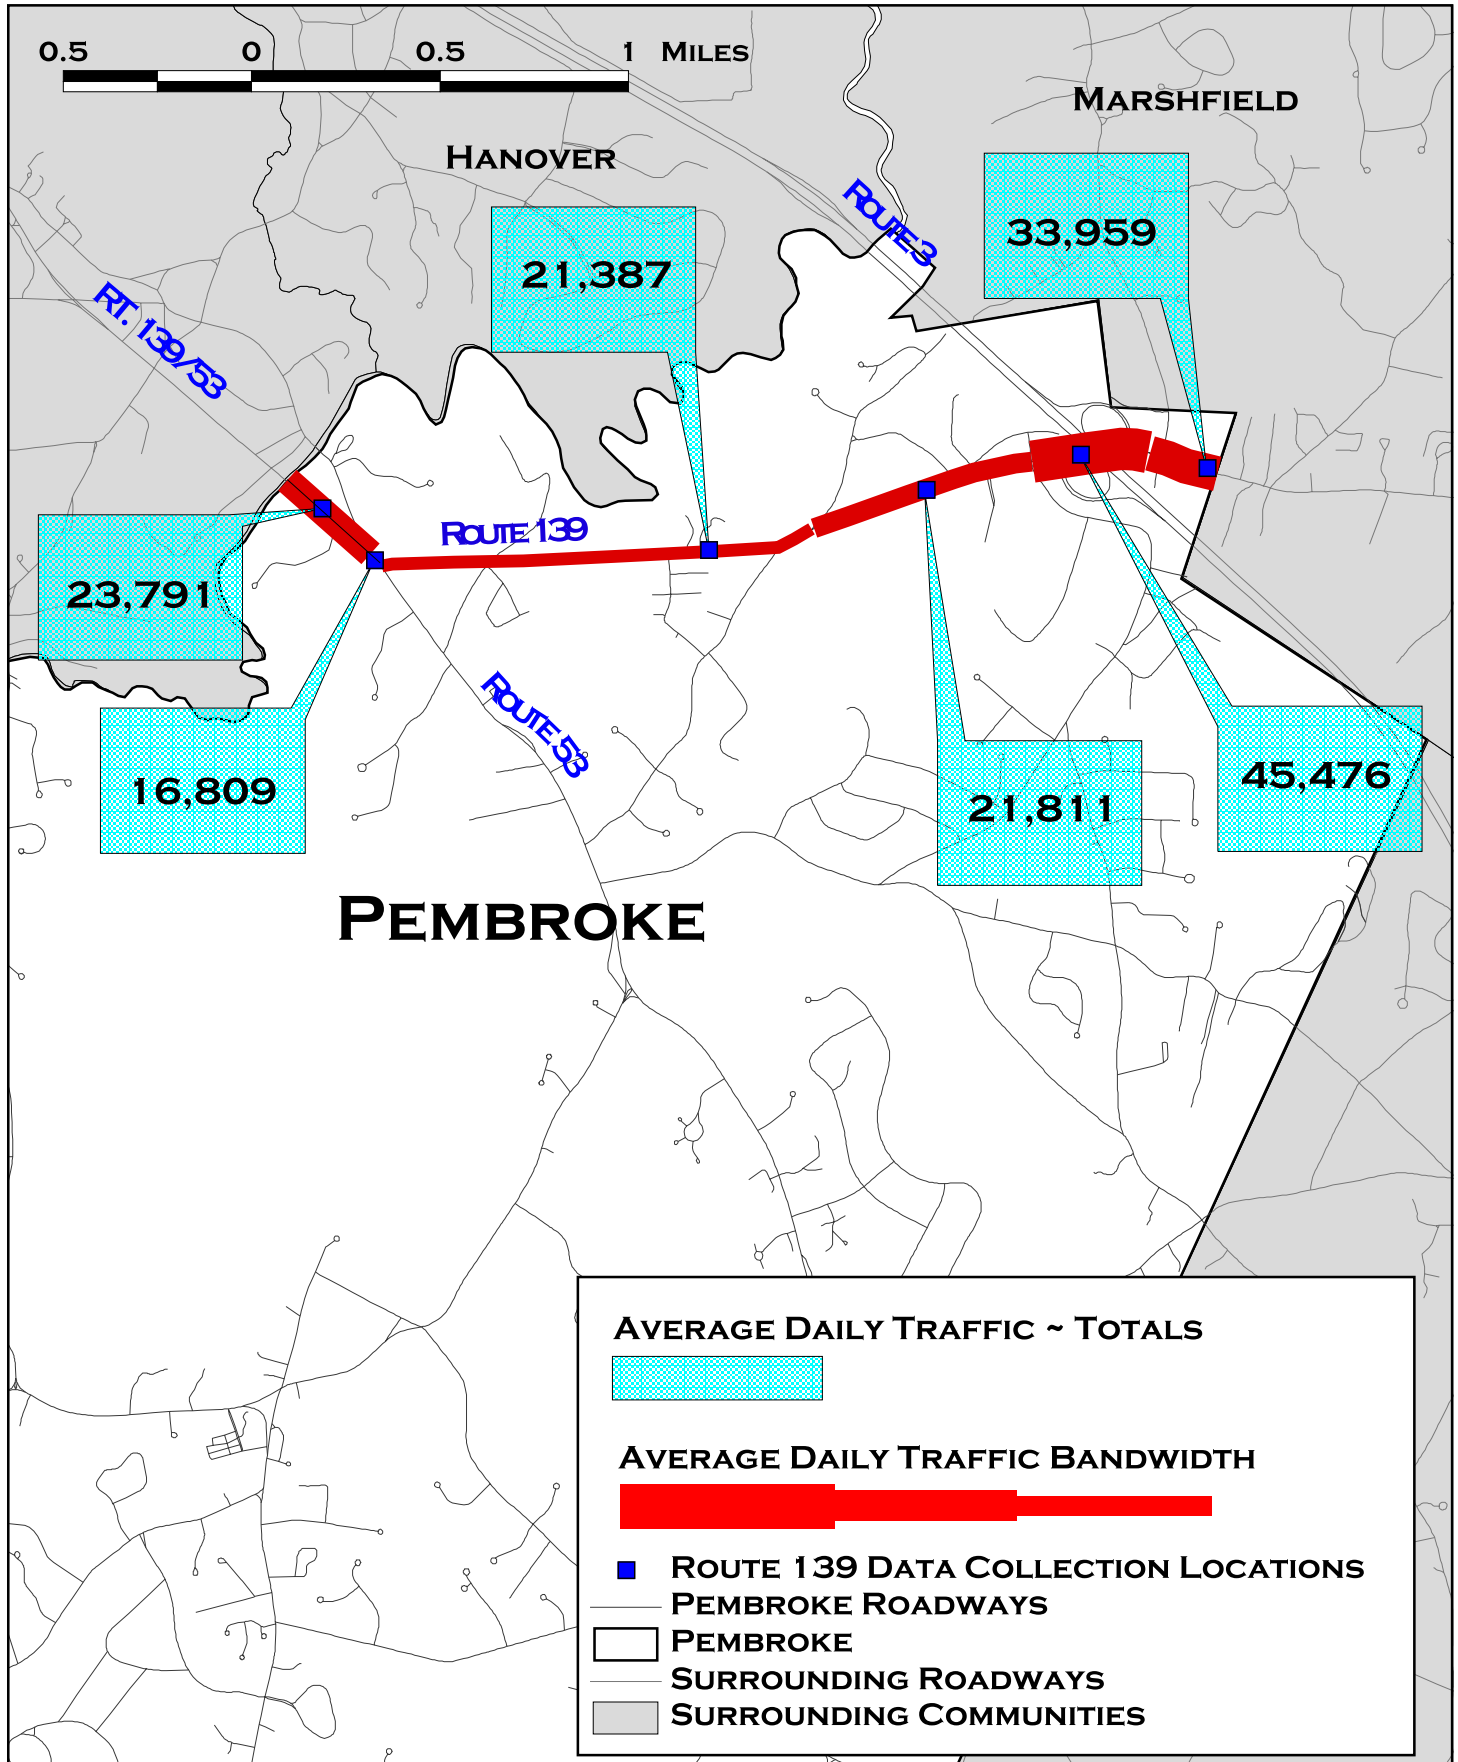 0.5 0 0.5 1 MILES
MARSHFIELD
HANOVER
ROUTE 3
33,959
21,387
RT. 139/53
ROUTE 139
23,791
ROUTE 53
16,809
45,476
21,811
PEMBROKE
AVERAGE DAILY TRAFFIC ~ TOTALS
AVERAGE DAILY TRAFFIC BANDWIDTH
ROUTE 139 DATA COLLECTION LOCATIONS
PEMBROKE ROADWAYS
PEMBROKE
SURROUNDING ROADWAYS
SURROUNDING COMMUNITIES